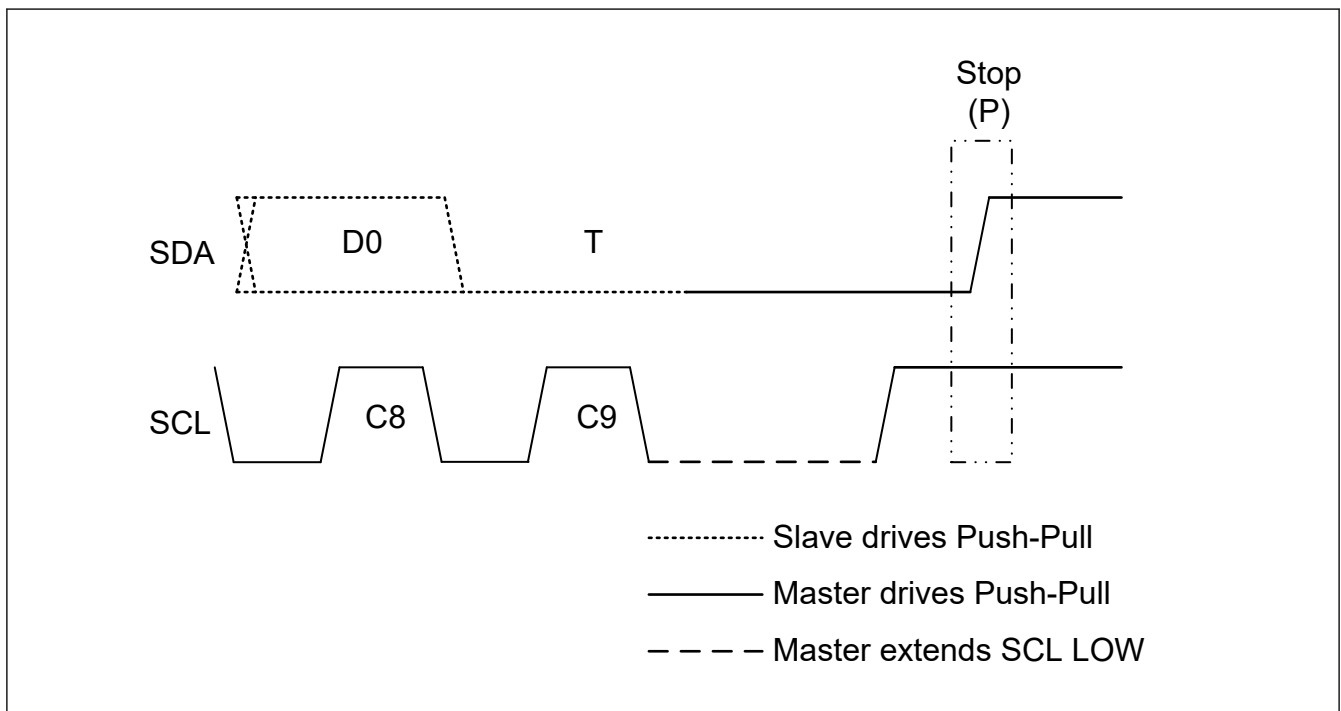 Stop
(P)
SDA
D0
T
SCL
C8
C9
Slave drives Push-Pull
Master drives Push-Pull
Master extends SCL LOW